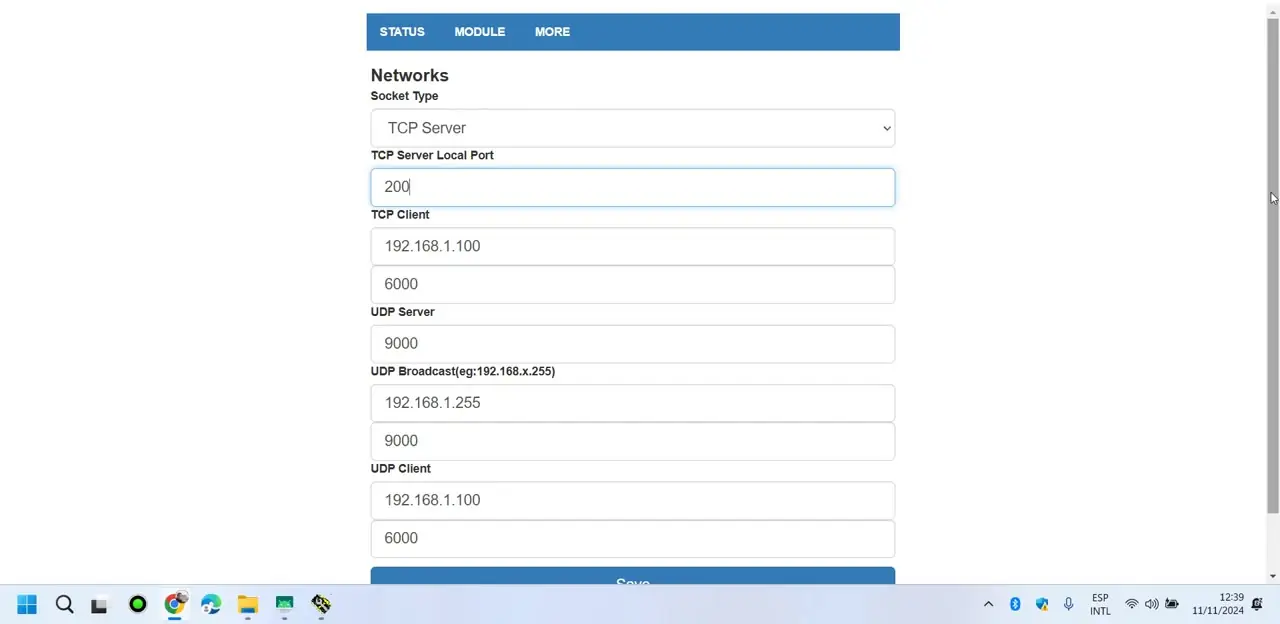 STATUS MODULE MORE
Networks
Socket Type
TCP Server
TCP Server Local Port
200
TCP Client
192.168.1.100
6000
UDP Server
9000
UDP Broadcast(eg:192.168.x.255)
192.168.1.255
9000
UDP Client
192.168.1.100
6000
Save
ESP
INTL
12:39
11/11/2024